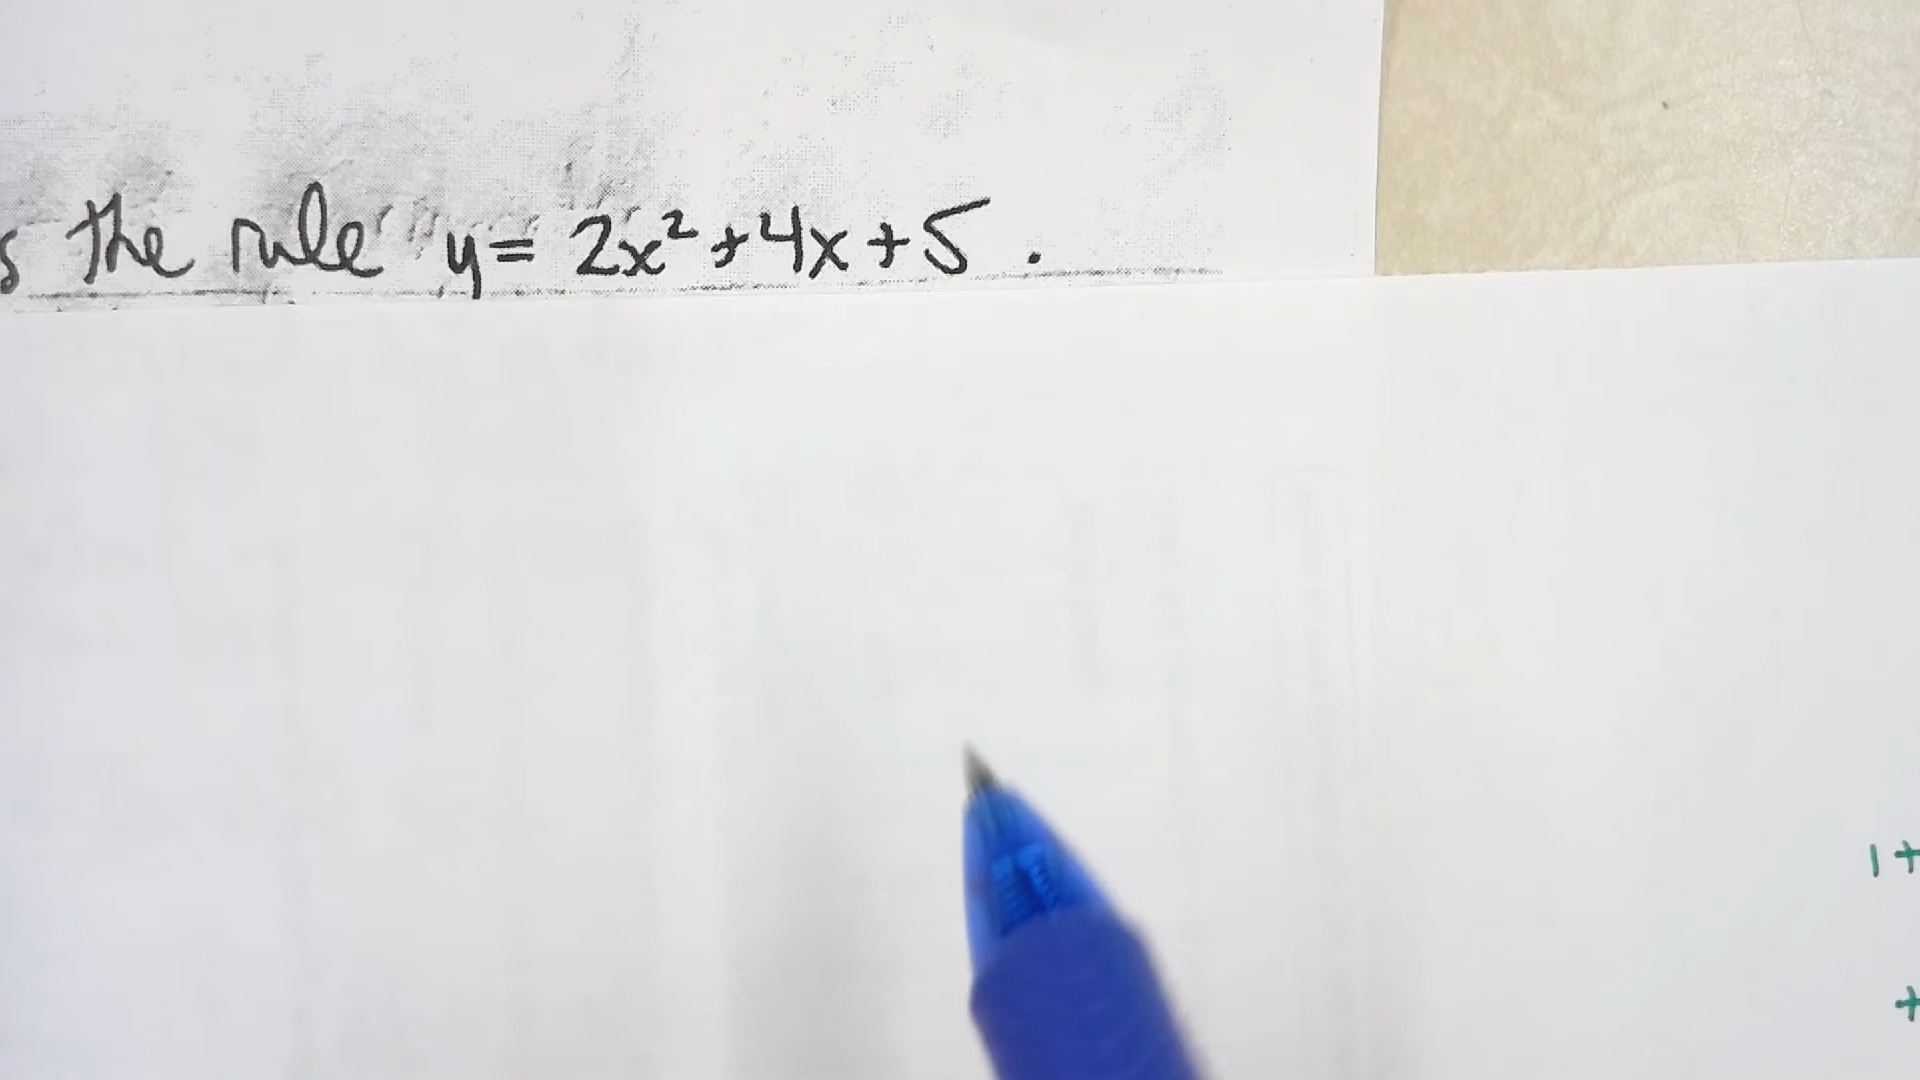 s the rule y = 2x² + 4x + 5 .
1 +
+